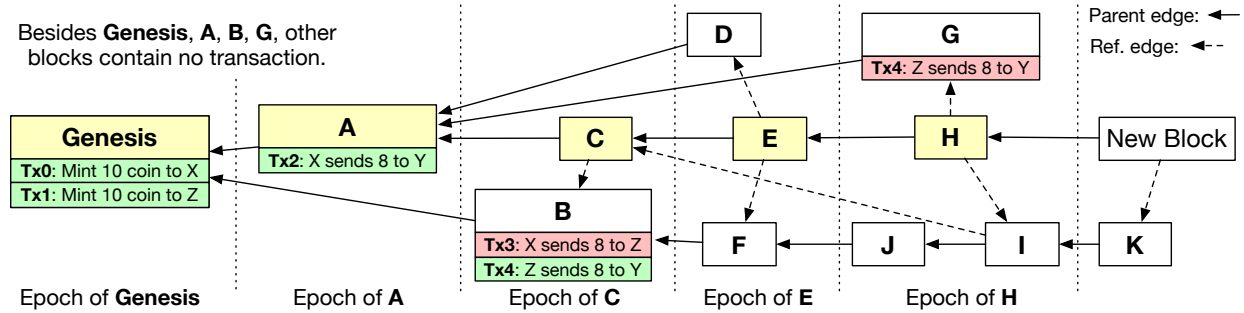 Besides Genesis, A, B, G, other
blocks contain no transaction.
Parent edge:
Ref. edge:
D
G
Tx4: Z sends 8 to Y
Genesis
Tx0: Mint 10 coin to X
Tx1: Mint 10 coin to Z
A
Tx2: X sends 8 to Y
C
E
H
New Block
B
Tx3: X sends 8 to Z
Tx4: Z sends 8 to Y
F
J
I
K
Epoch of Genesis
Epoch of A
Epoch of C
Epoch of E
Epoch of H